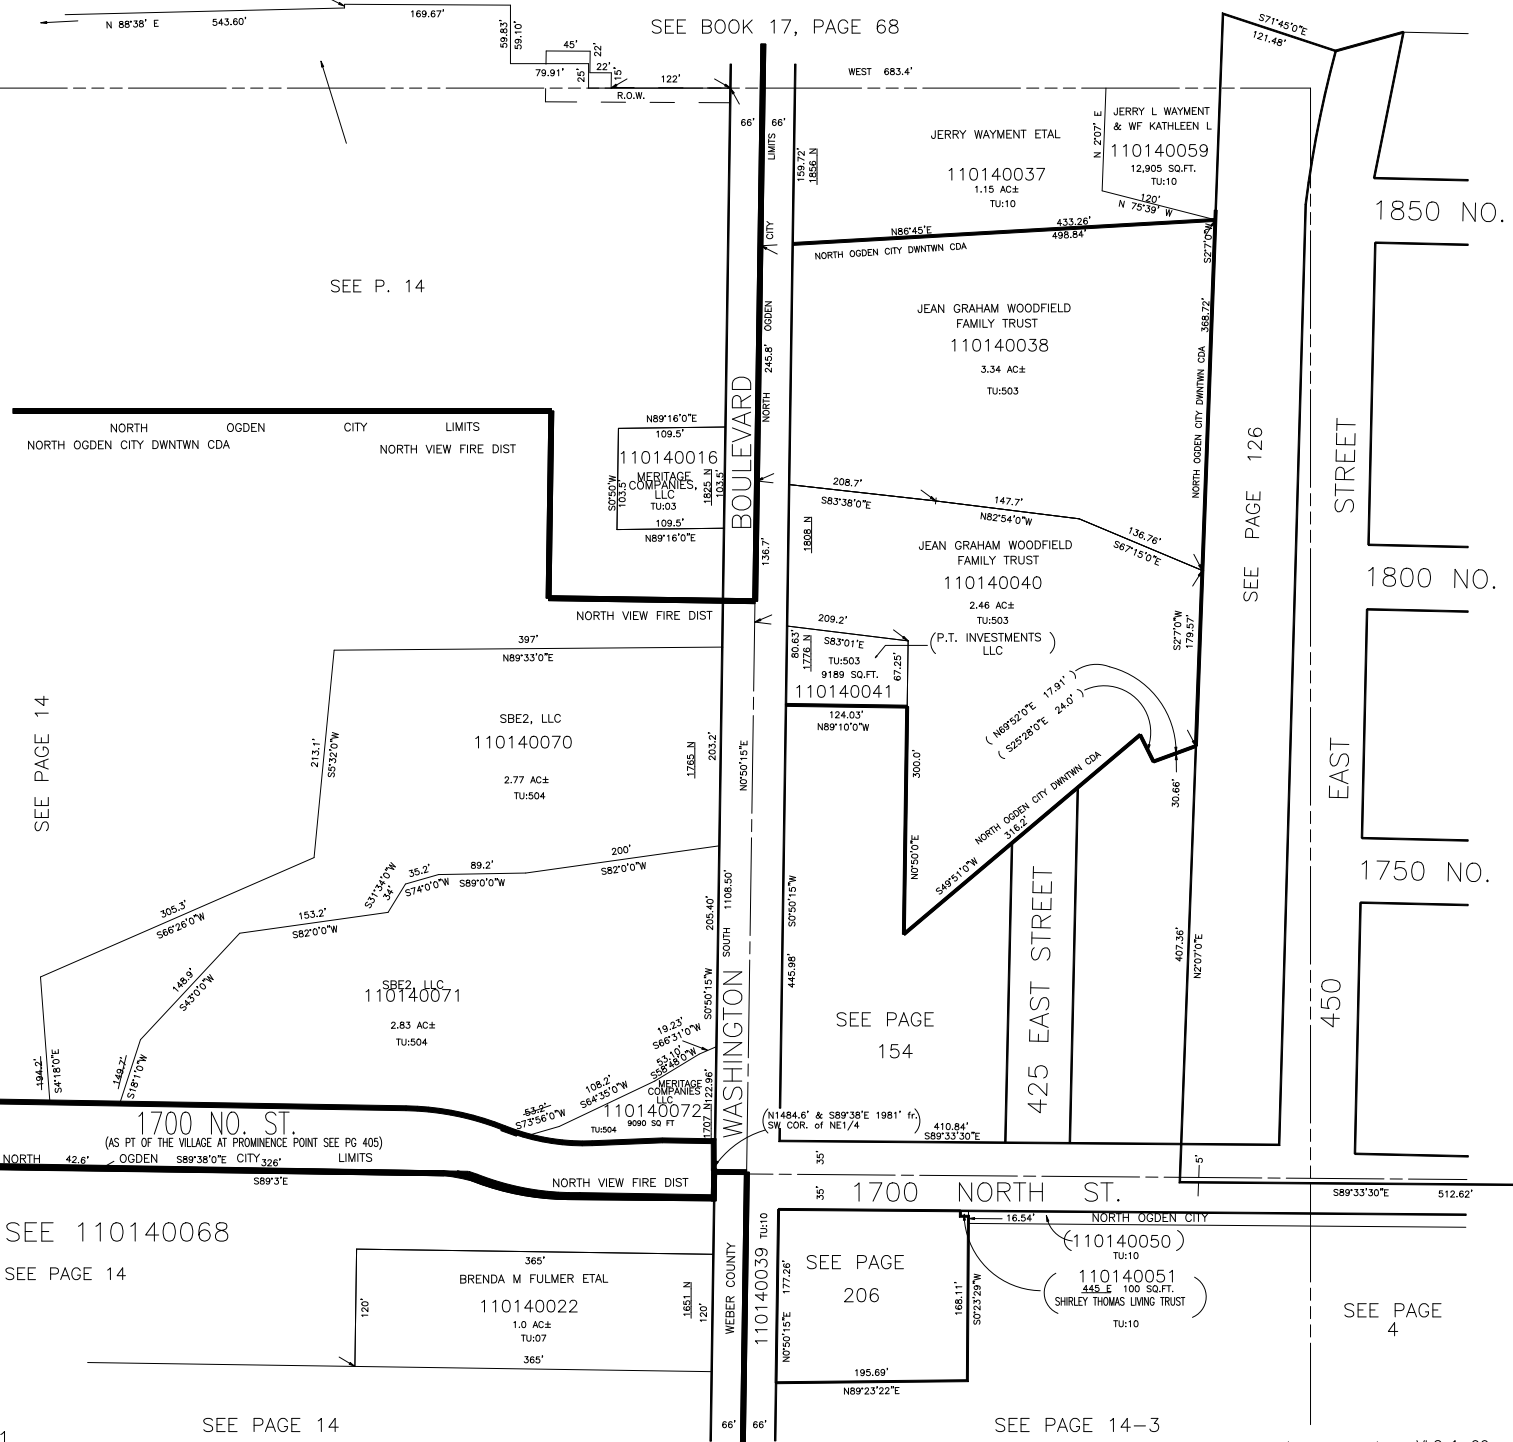 N 88°38' E 543.60'
169.67'
59.83'
59.10'
SEE BOOK 17, PAGE 68
45'
22'
79.91'
25'
22'
15'
122'
R.O.W.
WEST 683.4'
S71°45'0"E
121.48'
66' 66'
LIMITS
CITY
OGDEN
NORTH
159.72'
1856 N
JERRY WAYMENT ETAL
110140037
1.15 AC±
TU:10
N 2°07' E
JERRY L WAYMENT
& WF KATHLEEN L
110140059
12,905 SQ.FT.
TU:10
120'
N 75°39' W
1850 NO.
N86°45'E
433.26'
498.84'
NORTH OGDEN CITY DWNTWN CDA
S2°7'0"W
368.72'
NORTH OGDEN CITY DWNTWN CDA
SEE P. 14
JEAN GRAHAM WOODFIELD
FAMILY TRUST
110140038
3.34 AC±
TU:503
245.8'
BOULEVARD
NORTH OGDEN CITY LIMITS
NORTH OGDEN CITY DWNTWN CDA
NORTH VIEW FIRE DIST
N89°16'0"E
109.5'
110140016
MERITAGE
COMPANIES,
LLC
TU:03
S0°50'W
103.5'
1825 N
103.5'
109.5'
N89°16'0"E
SEE PAGE 126
STREET
208.7'
S83°38'0"E
147.7'
N82°54'0"W
136.76'
S67°15'0"E
1808 N
136.7'
JEAN GRAHAM WOODFIELD
FAMILY TRUST
110140040
2.46 AC±
TU:503
1800 NO.
NORTH VIEW FIRE DIST
209.2'
S83°01'E
(P.T. INVESTMENTS )
LLC
80.63'
1776 N
TU:503
9189 SQ.FT.
67.25'
110140041
S2°7'0"W
179.57'
397'
N89°33'0"E
124.03'
N89°10'0"W
( N69°52'0"E 17.91' )
( S25°28'0"E 24.0' )
SEE PAGE 14
213.1'
S5°32'0"W
SBE2, LLC
110140070
2.77 AC±
TU:504
1765 N
203.2'
N0°50'15"E
300.0'
NORTH OGDEN CITY DWNTWN CDA
316.2'
S49°51'0"W
30.66'
EAST
N0°50'0"E
1750 NO.
200'
S82°0'0"W
89.2'
S89°0'0"W
35.2'
S74°0'0"W
S31°34'0"W
34'
305.3'
S66°26'0"W
153.2'
S82°0'0"W
205.40'
SOUTH 1108.50'
S0°50'15"W
445.98'
425 EAST STREET
407.36'
N2°07'0"E
148.9'
S43°0'0"W
SBE2, LLC
110140071
2.83 AC±
TU:504
S0°50'15"W
WASHINGTON
SEE PAGE
154
450
19.23'
S66°31'0"W
53.10'
S58°48'0"W
194.2'
S4°18'0"E
149.7'
S18°1'0"W
108.2'
S64°35'0"W
53.2'
S73°56'0"W
MERITAGE
COMPANIES
LLC
110140072
TU:504
9090 SQ FT
1707 N
122.96'
1700 NO. ST.
(AS PT OF THE VILLAGE AT PROMINENCE POINT SEE PG 405)
(N1484.6' & S89°38'E 1981' fr.)
SW COR. of NE1/4
410.84'
S89°33'30"E
NORTH 42.6' OGDEN S89°38'0"E CITY 326' LIMITS
S89°3'E
NORTH VIEW FIRE DIST
35'
35'
1700 NORTH ST.
5'
S89°33'30"E 512.62'
SEE 110140068
SEE PAGE 14
16.54'
NORTH OGDEN CITY
(110140050)
TU:10
110140051
445 E 100 SQ.FT.
SHIRLEY THOMAS LIVING TRUST
TU:10
365'
BRENDA M FULMER ETAL
110140022
1.0 AC±
TU:07
120'
1651 N
120'
365'
WEBER COUNTY
110140039 TU:10
177.26'
N0°50'15"E
SEE PAGE
206
168.11'
S0°23'29"W
195.69'
N89°23'22"E
SEE PAGE
4
SEE PAGE 14
66' 66'
SEE PAGE 14-3